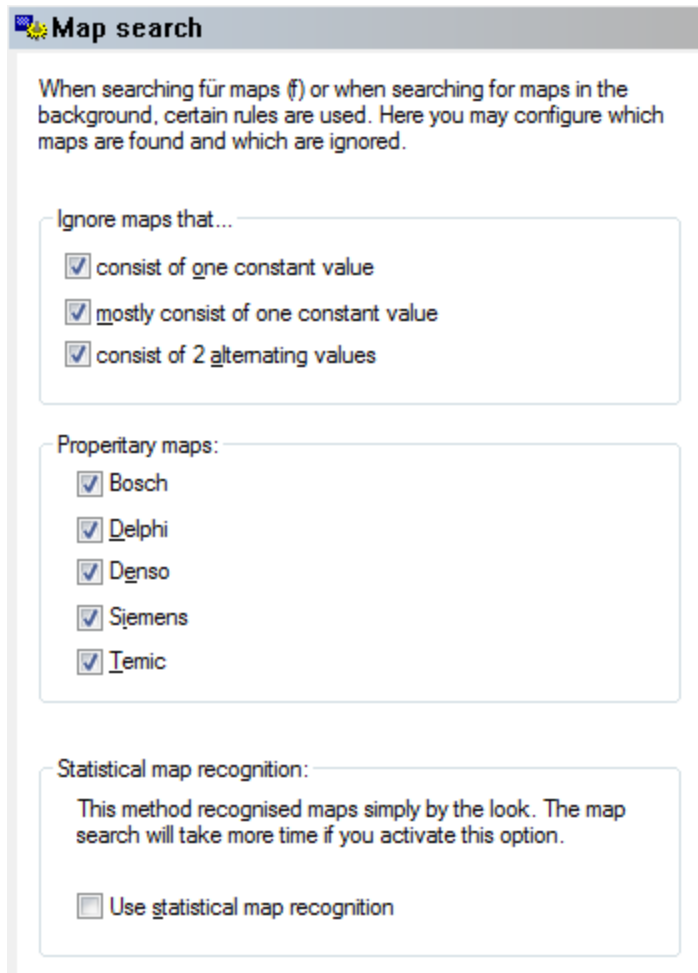 Map search
When searching für maps (f) or when searching for maps in the
background, certain rules are used. Here you may configure which
maps are found and which are ignored.
Ignore maps that...
consist of one constant value
mostly consist of one constant value
consist of 2 alternating values
Properitary maps:
Bosch
Delphi
Denso
Siemens
Temic
Statistical map recognition:
This method recognised maps simply by the look. The map
search will take more time if you activate this option.
Use statistical map recognition